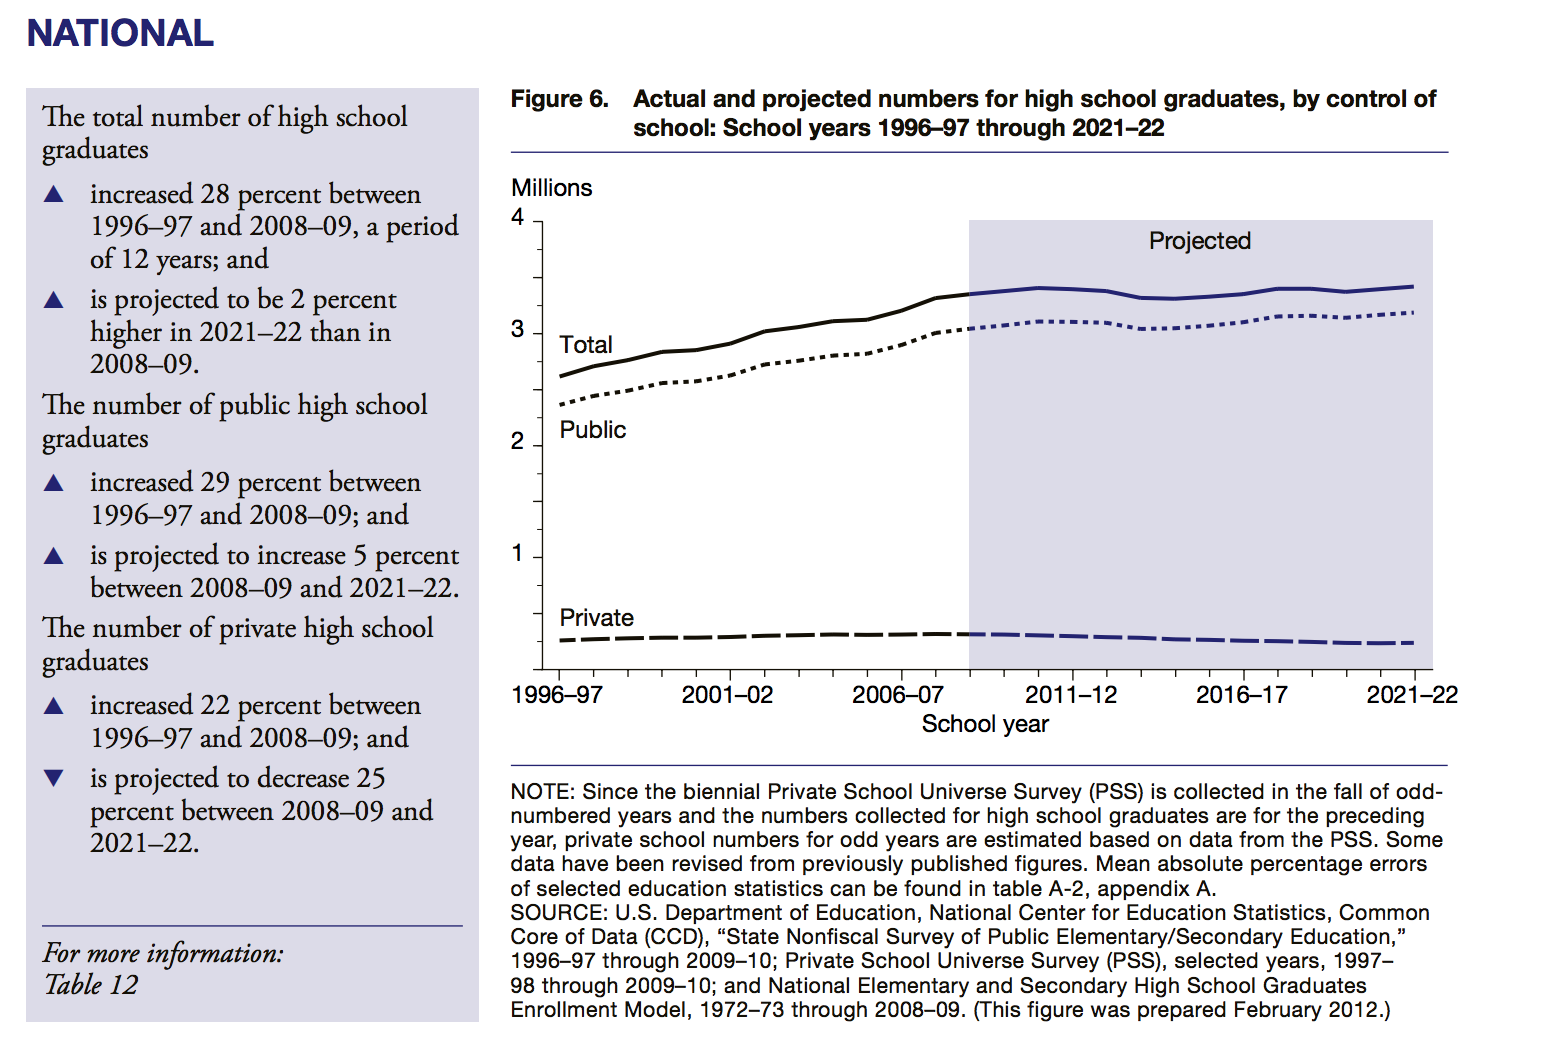 NATIONAL
The total number of high school
graduates
▲ increased 28 percent between
1996–97 and 2008–09, a period
of 12 years; and
▲ is projected to be 2 percent
higher in 2021–22 than in
2008–09.
The number of public high school
graduates
▲ increased 29 percent between
1996–97 and 2008–09; and
▲ is projected to increase 5 percent
between 2008–09 and 2021–22.
The number of private high school
graduates
▲ increased 22 percent between
1996–97 and 2008–09; and
▼ is projected to decrease 25
percent between 2008–09 and
2021–22.
For more information:
Table 12
Figure 6. Actual and projected numbers for high school graduates, by control of
school: School years 1996–97 through 2021–22
Millions
4
Projected
3
Total
Public
2
1
Private
1996–97 2001–02 2006–07 2011–12 2016–17 2021–22
School year
NOTE: Since the biennial Private School Universe Survey (PSS) is collected in the fall of odd-
numbered years and the numbers collected for high school graduates are for the preceding
year, private school numbers for odd years are estimated based on data from the PSS. Some
data have been revised from previously published figures. Mean absolute percentage errors
of selected education statistics can be found in table A-2, appendix A.
SOURCE: U.S. Department of Education, National Center for Education Statistics, Common
Core of Data (CCD), “State Nonfiscal Survey of Public Elementary/Secondary Education,”
1996–97 through 2009–10; Private School Universe Survey (PSS), selected years, 1997–
98 through 2009–10; and National Elementary and Secondary High School Graduates
Enrollment Model, 1972–73 through 2008–09. (This figure was prepared February 2012.)